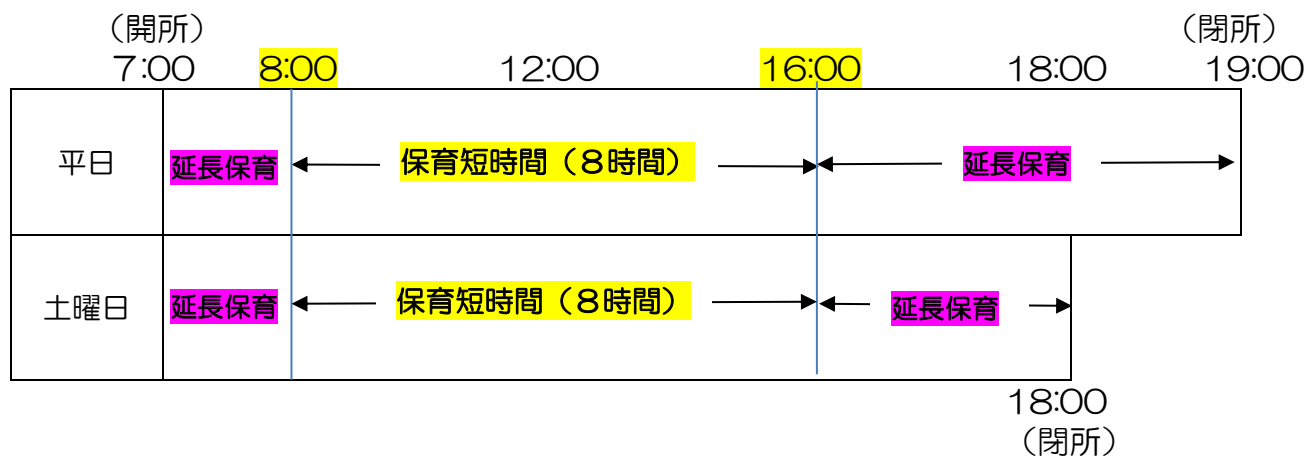 （開所）
（閉所）
7:00
8:00
12:00
16:00
18:00
19:00
平日
延長保育
保育短時間（８時間）
延長保育
土曜日
延長保育
保育短時間（８時間）
延長保育
18:00
（閉所）